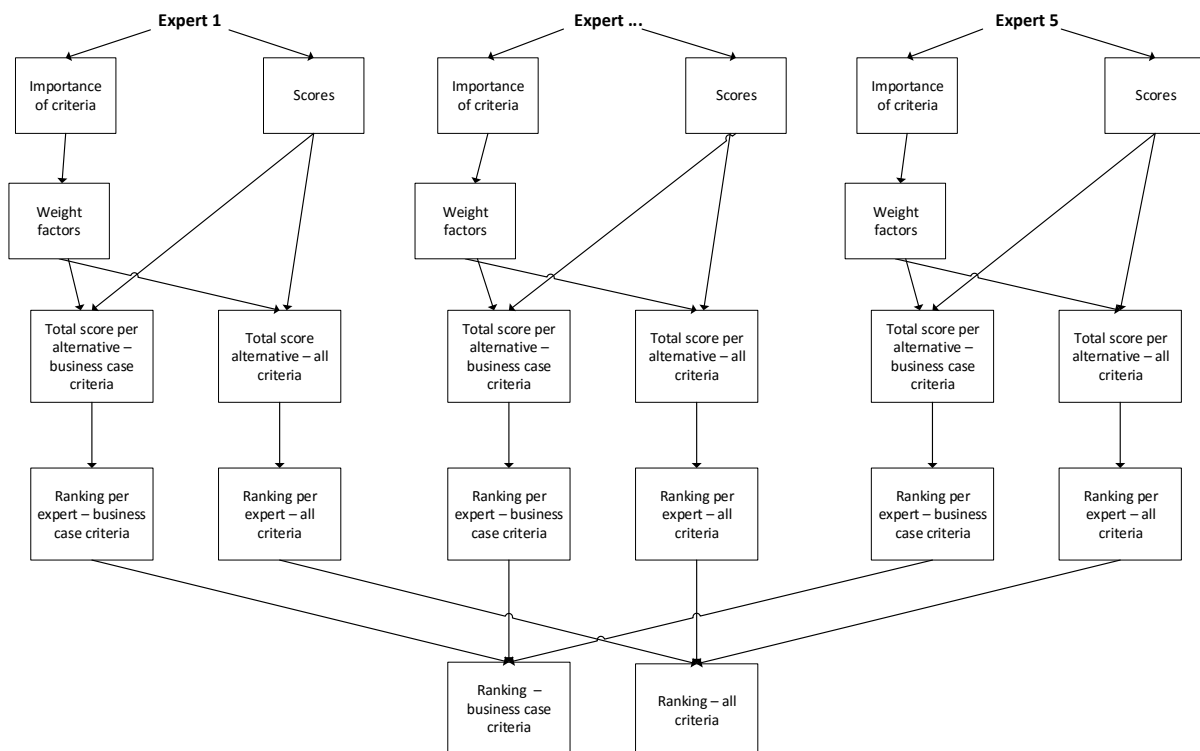 Expert 1
Expert ...
Expert 5
Importance
of criteria
Scores
Importance
of criteria
Scores
Importance
of criteria
Scores
Weight
factors
Weight
factors
Weight
factors
Total score per
alternative –
business case
criteria
Total score
alternative – all
criteria
Total score per
alternative –
business case
criteria
Total score per
alternative – all
criteria
Total score per
alternative –
business case
criteria
Total score per
alternative – all
criteria
Ranking per
expert – business
case criteria
Ranking per
expert – all
criteria
Ranking per
expert – business
case criteria
Ranking per
expert – all
criteria
Ranking per
expert – business
case criteria
Ranking per
expert – all
criteria
Ranking –
business case
criteria
Ranking – all
criteria